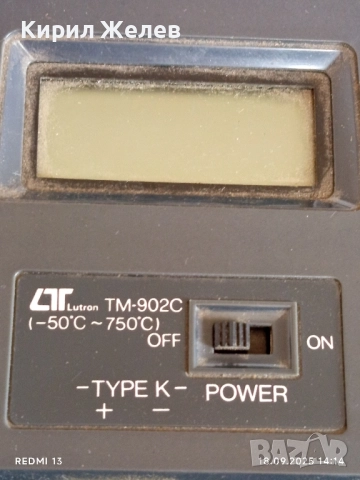 Кирил Желев
LT Lutron TM-902C
(-50°C ~ 750°C)
OFF ON
-TYPE K- POWER
+ -
REDMI 13 18.09.2025 14:14
bazar